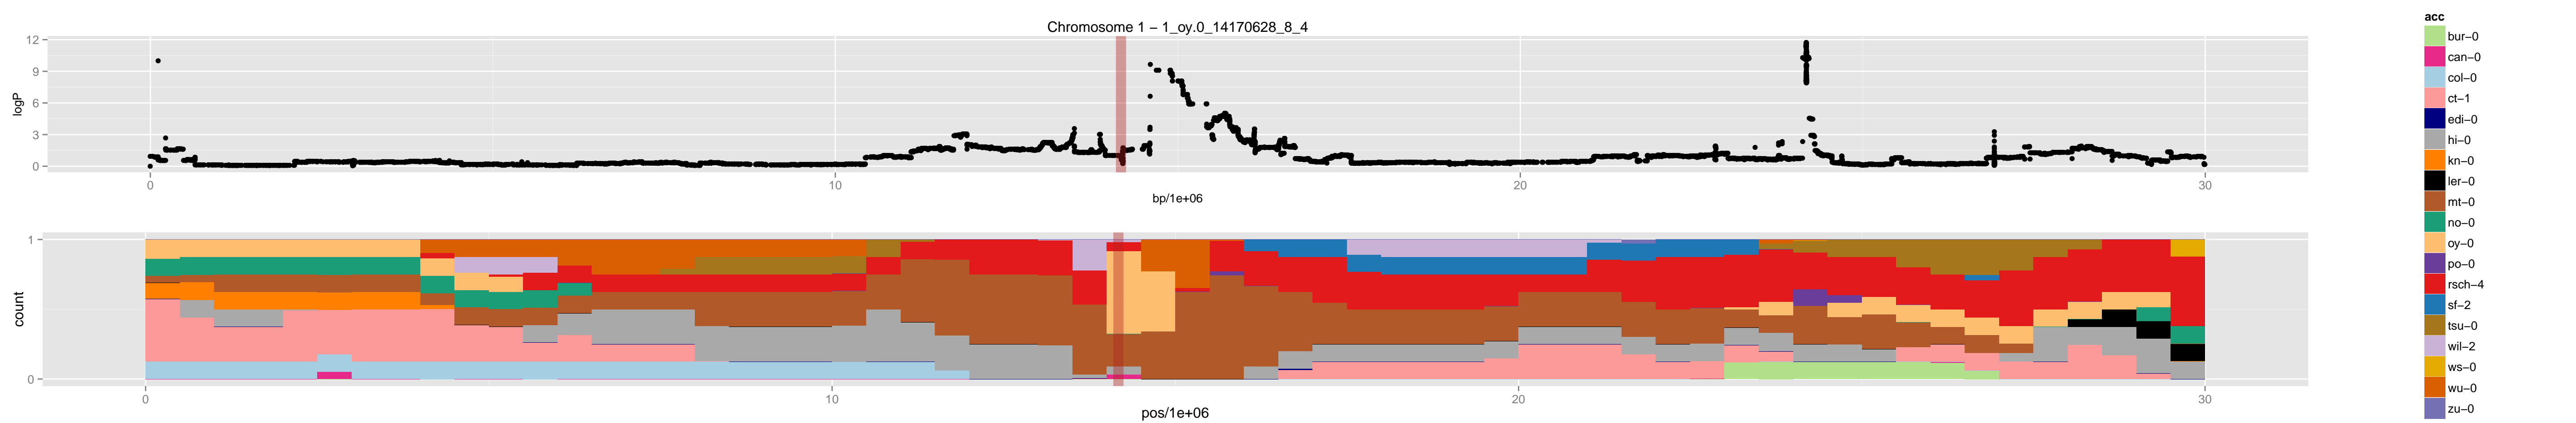 Chromosome 1 – 1_oy.0_14170628_8_4
12
9
6
3
0
logP
0 10 20 30
bp/1e+06
1
0
count
0 10 20 30
pos/1e+06
acc
bur−0
can−0
col−0
ct−1
edi−0
hi−0
kn−0
ler−0
mt−0
no−0
oy−0
po−0
rsch−4
sf−2
tsu−0
wil−2
ws−0
wu−0
zu−0